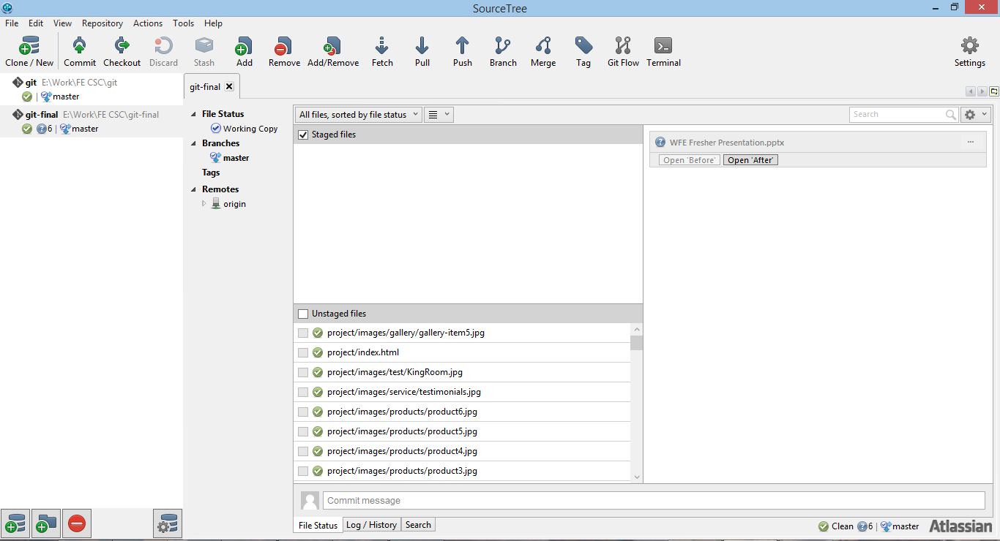 SourceTree
File Edit View Repository Actions Tools Help
Clone / New Commit Checkout Discard Stash Add Remove Add/Remove Fetch Pull Push Branch Merge Tag Git Flow Terminal Settings
git E:\Work\FE CSC\git
master
git-final E:\Work\FE CSC\git-final
6 | master
git-final
File Status
Working Copy
Branches
master
Tags
Remotes
origin
All files, sorted by file status
Search
Staged files
Unstaged files
project/images/gallery/gallery-item5.jpg
project/index.html
project/images/test/KingRoom.jpg
project/images/service/testimonials.jpg
project/images/products/product6.jpg
project/images/products/product5.jpg
project/images/products/product4.jpg
project/images/products/product3.jpg
WFE Fresher Presentation.pptx ...
Open 'Before' Open 'After'
Commit message
File Status Log / History Search
Clean 6 | master Atlassian